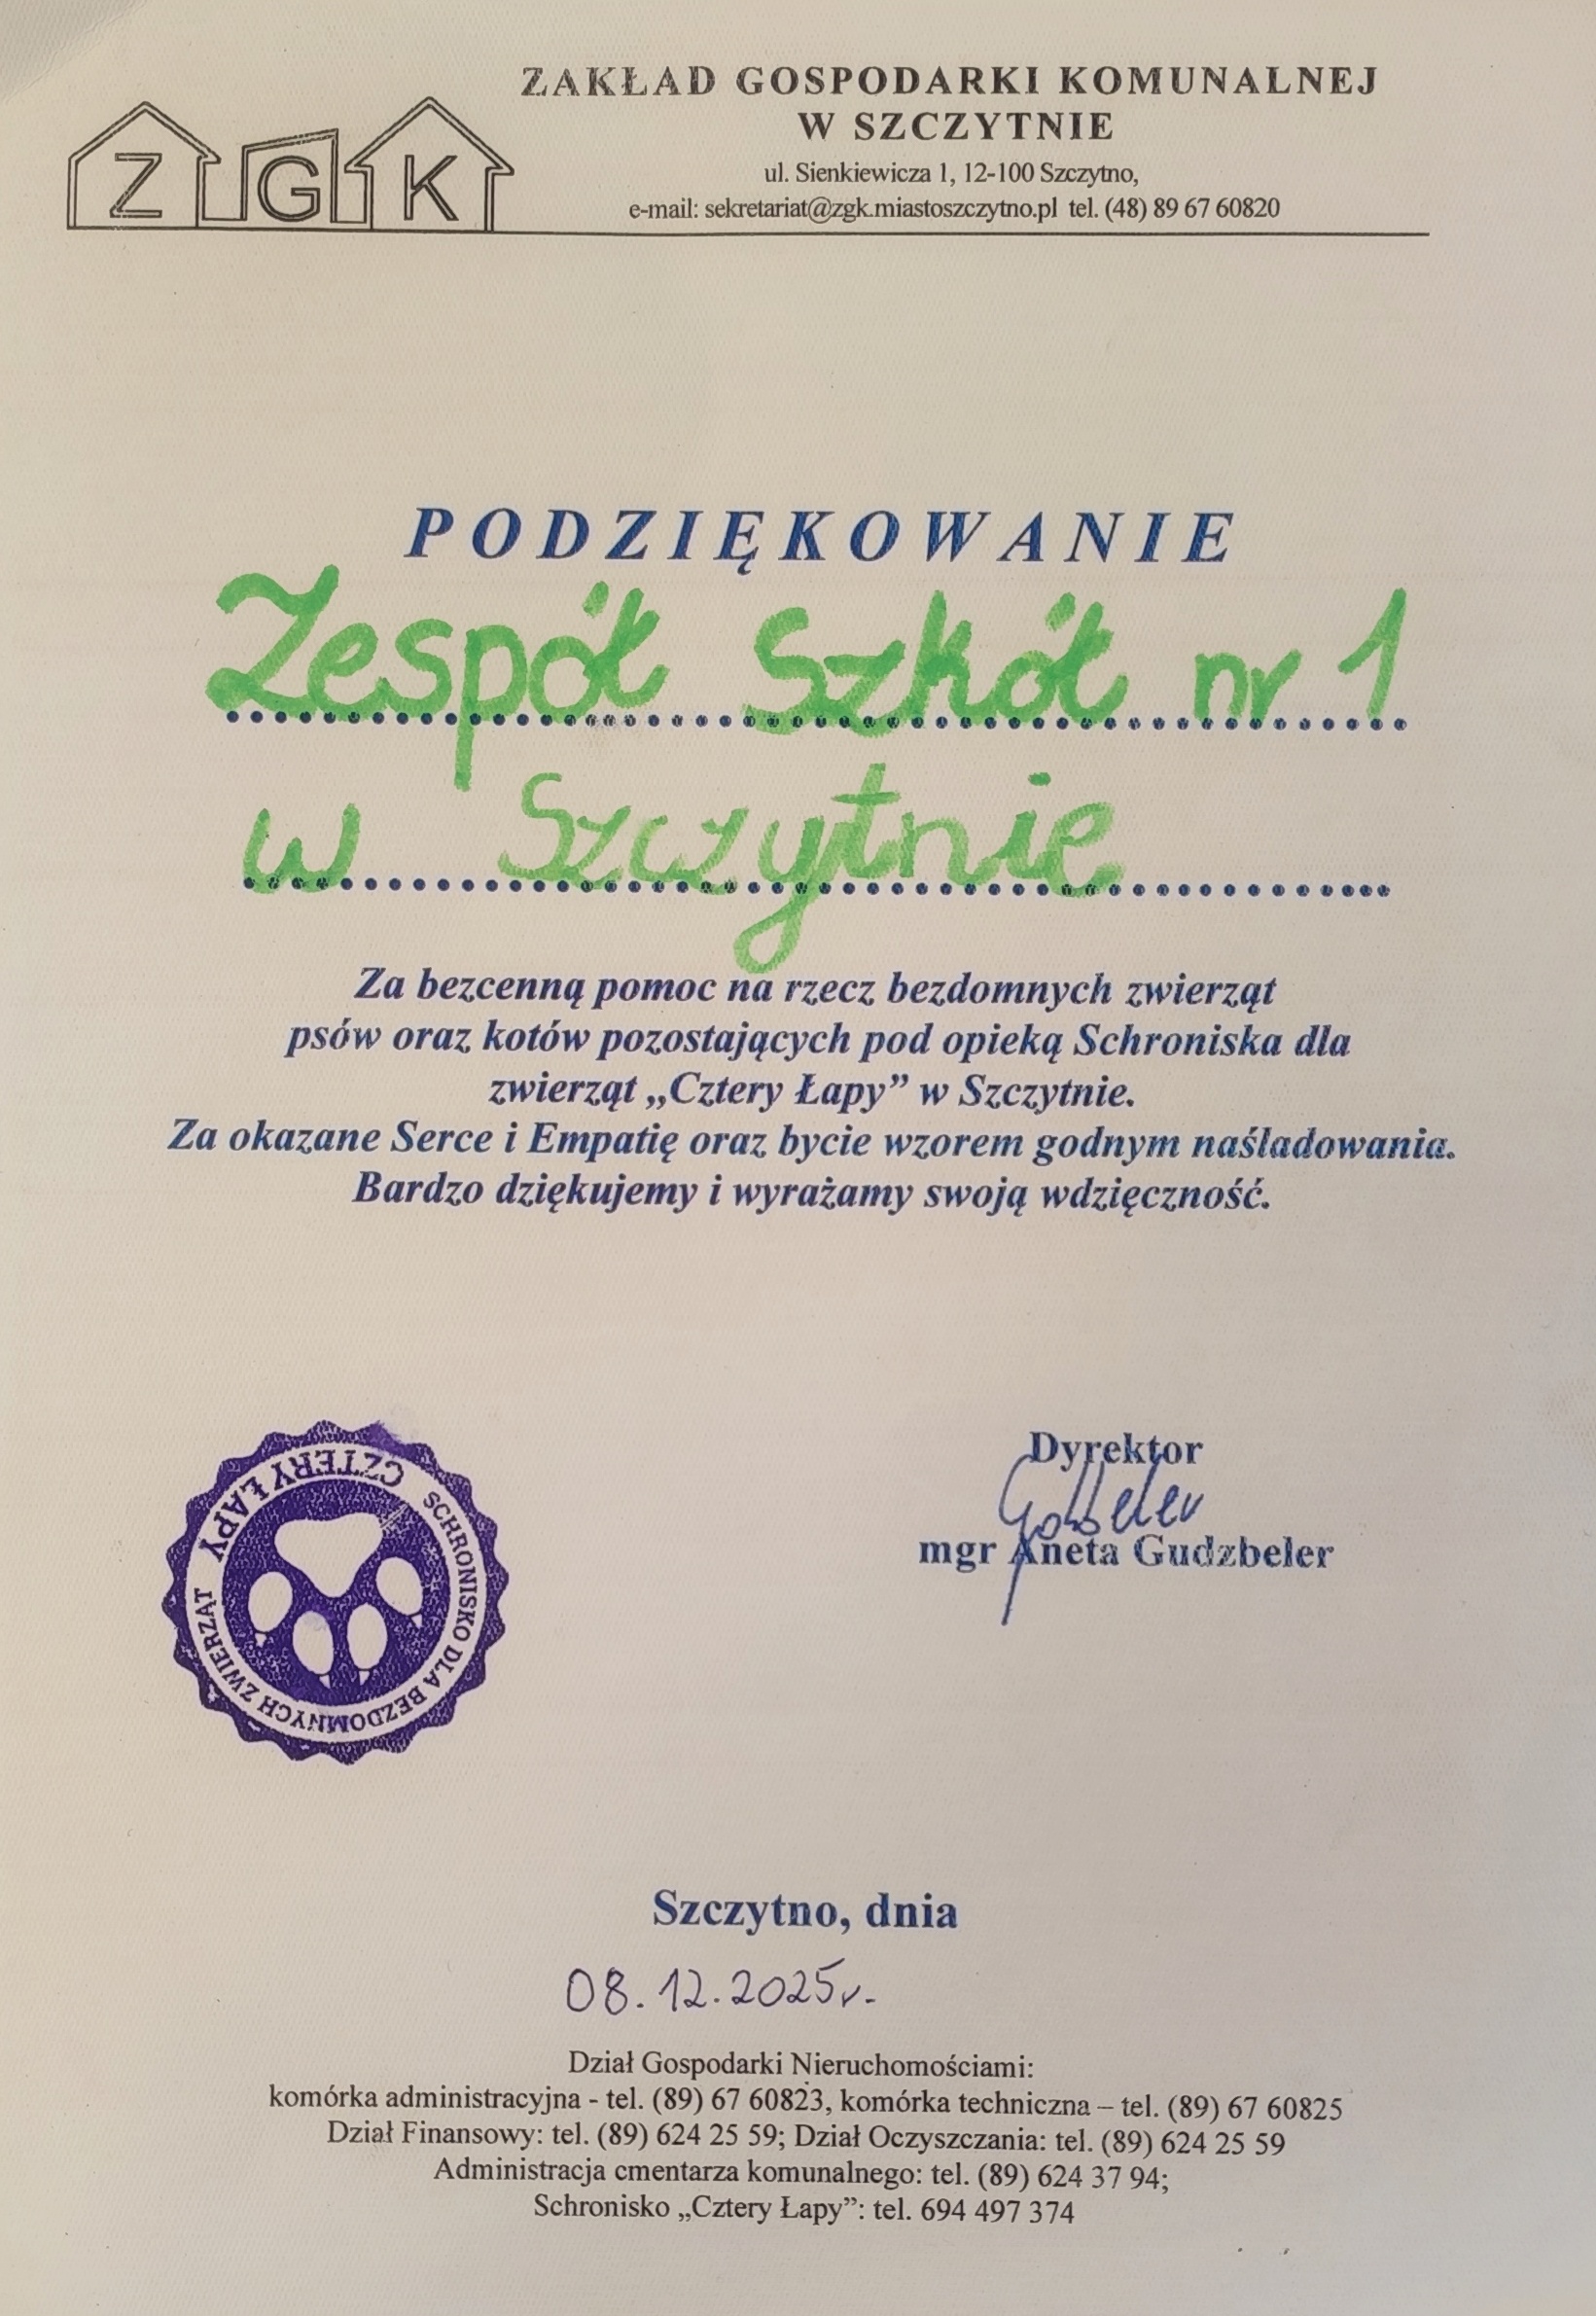 ZGK
ZAKŁAD GOSPODARKI KOMUNALNEJ
W SZCZYTNIE
ul. Sienkiewicza 1, 12-100 Szczytno,
e-mail: sekretariat@zgk.miastoszczytno.pl tel. (48) 89 67 60820
PODZIĘKOWANIE
Zespół Szkół nr 1
w Szczytnie
Za bezcenną pomoc na rzecz bezdomnych zwierząt
psów oraz kotów pozostających pod opieką Schroniska dla
zwierząt „Cztery Łapy” w Szczytnie.
Za okazane Serce i Empatię oraz bycie wzorem godnym naśladowania.
Bardzo dziękujemy i wyrażamy swoją wdzięczność.
CZTERY ŁAPY
SCHRONISKO DLA BEZDOMNYCH ZWIERZĄT
Dyrektor
mgr Aneta Gudzbeler
Szczytno, dnia
08.12.2025r.
Dział Gospodarki Nieruchomościami:
komórka administracyjna - tel. (89) 67 60823, komórka techniczna – tel. (89) 67 60825
Dział Finansowy: tel. (89) 624 25 59; Dział Oczyszczania: tel. (89) 624 25 59
Administracja cmentarza komunalnego: tel. (89) 624 37 94;
Schronisko „Cztery Łapy”: tel. 694 497 374